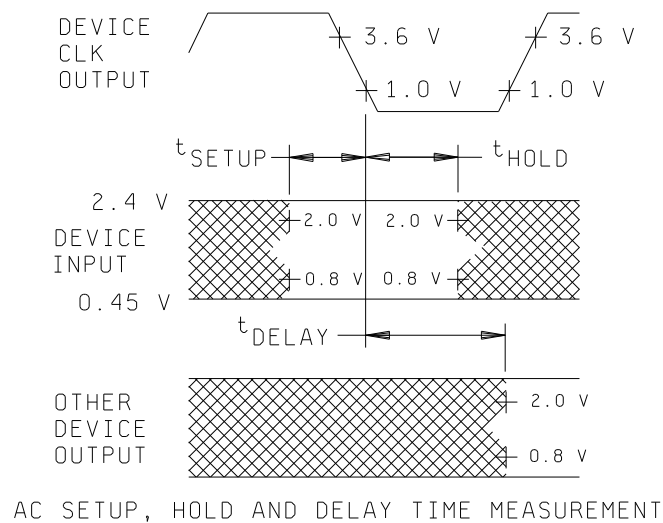 DEVICE
CLK
OUTPUT
3.6 V
3.6 V
1.0 V
1.0 V
tSETUP
tHOLD
2.4 V
DEVICE
INPUT
0.45 V
2.0 V
2.0 V
0.8 V
0.8 V
tDELAY
OTHER
DEVICE
OUTPUT
2.0 V
0.8 V
AC SETUP, HOLD AND DELAY TIME MEASUREMENT